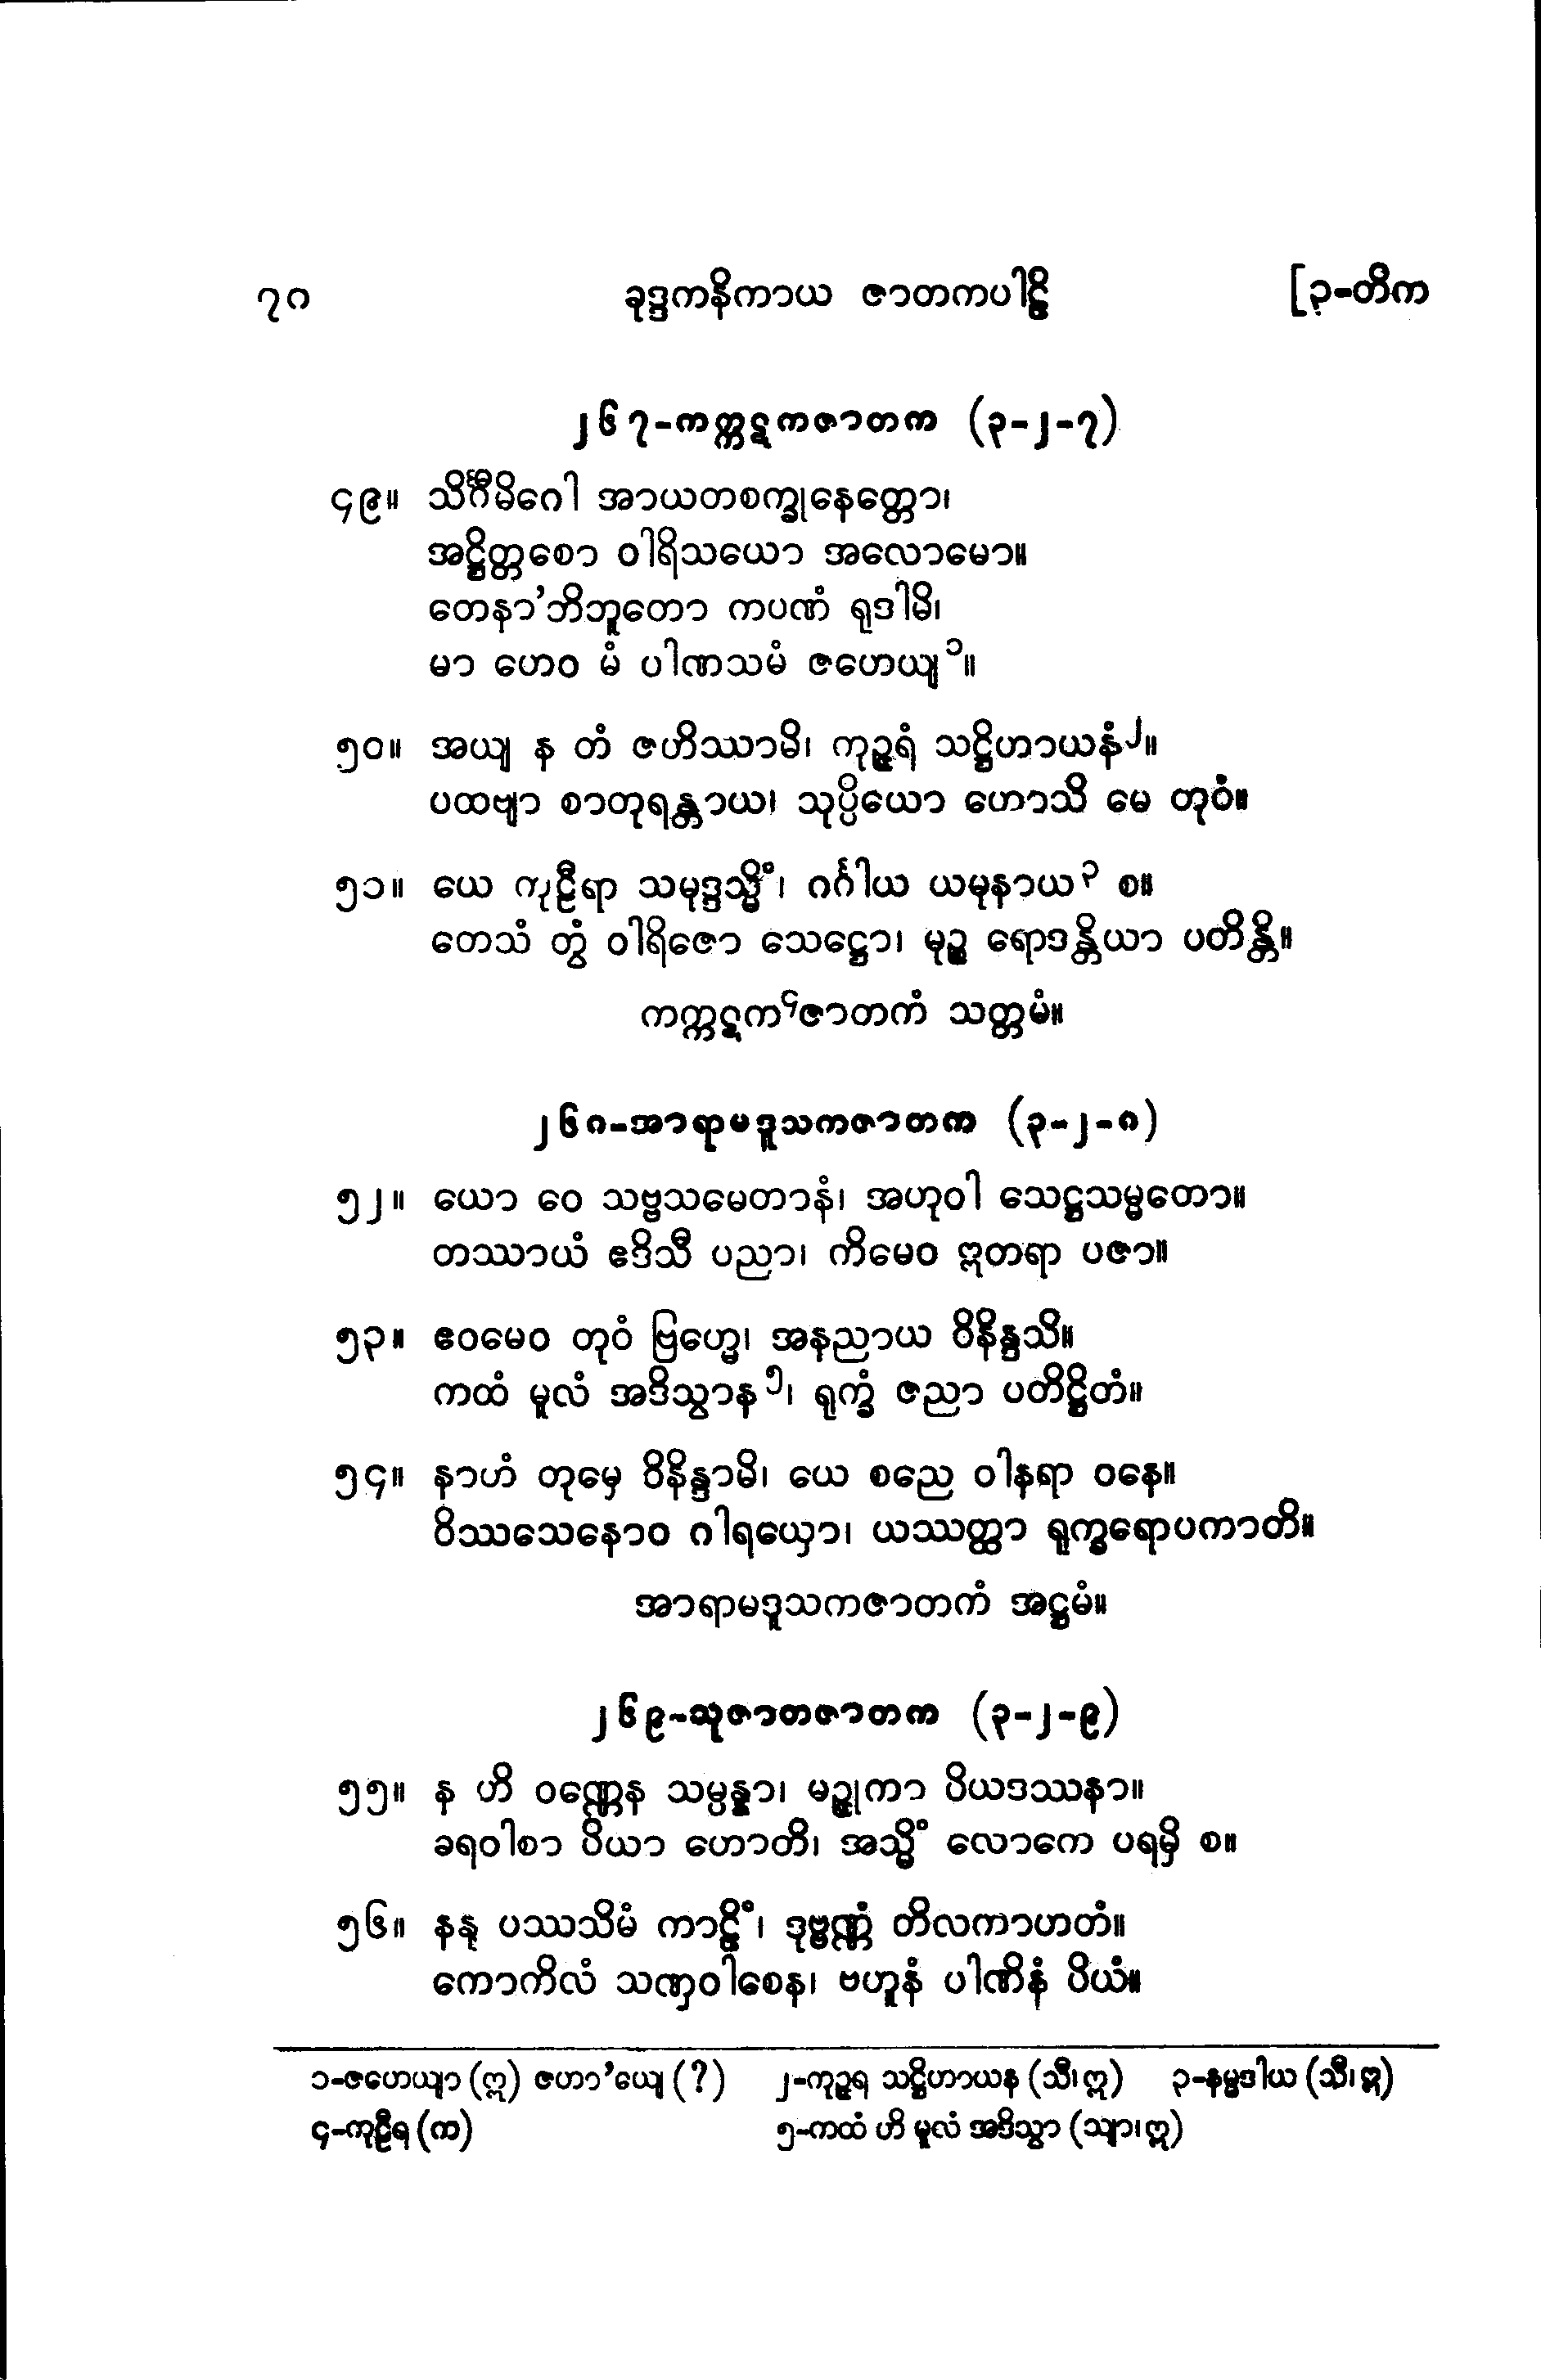 ၇၈ ခုဒ္ဒကနိကာယ ဇာတကပါဠိ [၃-တိက
၂၆၇-ကက္ကဋကဇာတက (၃-၂-၇)
၄၉။ သိင်္ဂီမိဂေါ အာယတစက္ခုနေတ္တော၊
အဋ္ဌိတ္တစော ဝါရိသယော အလောမော။
တေနာ’ဘိဘူတော ကပဏံ ရုဒါမိ၊
မာ ဟေဝ မံ ပါဏသမံ ဇဟေယျ၁။
၅၀။ အယျ န တံ ဇဟိဿာမိ၊ ကုဉ္ဇရံ သဋ္ဌိဟာယနံ၂။
ပထဗျာ စာတုရန္တာယ၊ သုပ္ပိယော ဟောသိ မေ တုဝံ။
၅၁။ ယေ ကုဠီရာ သမုဒ္ဒသ္မိံ၊ ဂင်္ဂါယ ယမုနာယ၃ စ။
တေသံ တွံ ဝါရိဇော သေဋ္ဌော၊ မုဉ္စ ရောဒန္တိယာ ပတိန္တိ။
ကက္ကဋက၄ဇာတကံ သတ္တမံ။
၂၆၈-အာရာမဒူသကဇာတက (၃-၂-၈)
၅၂။ ယော ဝေ သဗ္ဗသမေတာနံ၊ အဟုဝါ သေဋ္ဌသမ္မတော။
တဿာယံ ဧဒိသီ ပညာ၊ ကိမေဝ ဣတရာ ပဇာ။
၅၃။ ဧဝမေဝ တုဝံ ဗြဟ္မေ၊ အနညာယ ဝိနိန္ဒသိ။
ကထံ မူလံ အဒိသွာန၅၊ ရုက္ခံ ဇညာ ပတိဋ္ဌိတံ။
၅၄။ နာဟံ တုမှေ ဝိနိန္ဒာမိ၊ ယေ စညေ ဝါနရာ ဝနေ။
ဝိဿသေနောဝ ဂါရယှော၊ ယဿတ္ထာ ရုက္ခရောပကာတိ။
အာရာမဒူသကဇာတကံ အဋ္ဌမံ။
၂၆၉-သုဇာတဇာတက (၃-၂-၉)
၅၅။ န ဟိ ဝဏ္ဏေန သမ္ပန္နာ၊ မဉ္ဇုကာ ပိယဒဿနာ။
ခရဝါစာ ပိယာ ဟောတိ၊ အသ္မိံ လောကေ ပရမှိ စ။
၅၆။ နနု ပဿသိမံ ကာဠိံ၊ ဒုဗ္ဗဏ္ဏံ တိလကာဟတံ။
ကောကိလံ သဏှဝါစေန၊ ဗဟူနံ ပါဏိနံ ပိယံ။
၁-ဇဟေယျာ (ဣ) ဇဟာ’ယျေ (?) ၂-ကုဉ္ဇရ သဋ္ဌိဟာယန (သီ၊ ဣ) ၃-နမ္မဒါယ (သီ၊ ဣ)
၄-ကုဠီရ (က) ၅-ကထံ ဟိ မူလံ အဒိသွာ (သျာ၊ ဣ)